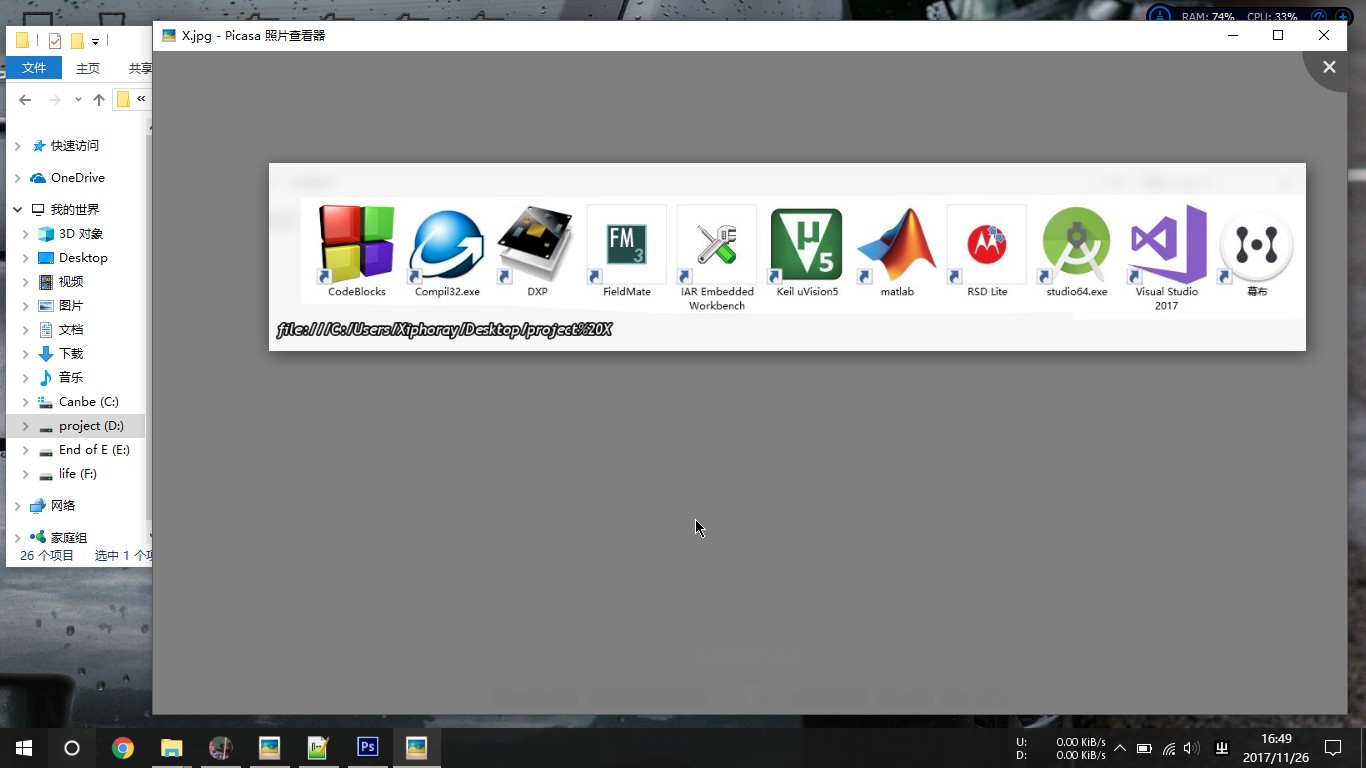 RAM: 74% CPU: 33%
X.jpg - Picasa 照片查看器
文件 主页 共享
快速访问
OneDrive
我的世界
3D 对象
Desktop
视频
图片
文档
下载
音乐
Canbe (C:)
project (D:)
End of E (E:)
life (F:)
网络
家庭组
26 个项目 选中 1 个
CodeBlocks
Compil32.exe
DXP
FM
3
FieldMate
IAR Embedded
Workbench
µ
5
Keil uVision5
matlab
RSD Lite
studio64.exe
Visual Studio
2017
幕布
file:///C:/Users/Xiphoray/Desktop/project%20X
Ps
U: 0.00 KiB/s
D: 0.00 KiB/s
16:49
2017/11/26